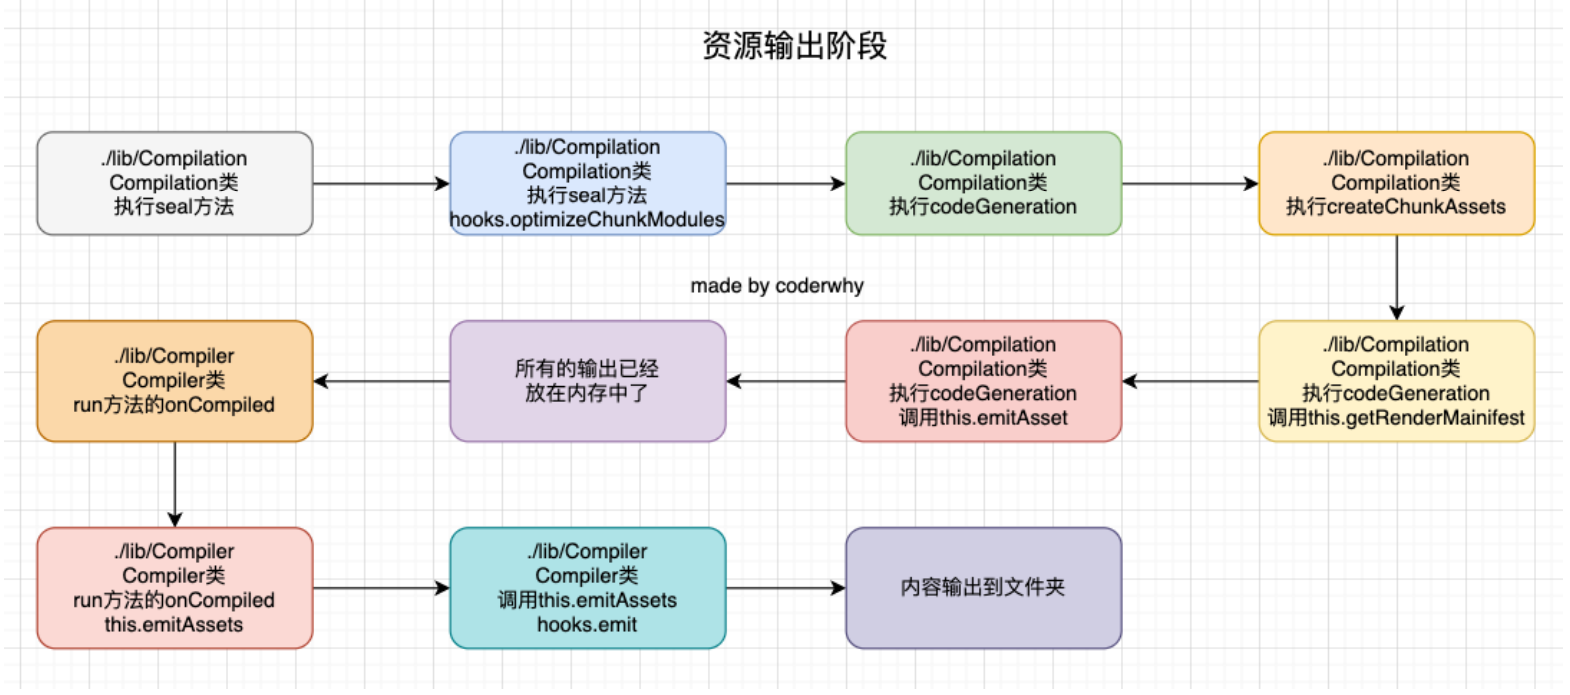 资源输出阶段
./lib/Compilation
Compilation类
执行seal方法
./lib/Compilation
Compilation类
执行seal方法
hooks.optimizeChunkModules
./lib/Compilation
Compilation类
执行codeGeneration
./lib/Compilation
Compilation类
执行createChunkAssets
made by coderwhy
./lib/Compilation
Compilation类
执行codeGeneration
调用this.getRenderMainifest
./lib/Compilation
Compilation类
执行codeGeneration
调用this.emitAsset
所有的输出已经
放在内存中了
./lib/Compiler
Compiler类
run方法的onCompiled
./lib/Compiler
Compiler类
run方法的onCompiled
this.emitAssets
./lib/Compiler
Compiler类
调用this.emitAssets
hooks.emit
内容输出到文件夹